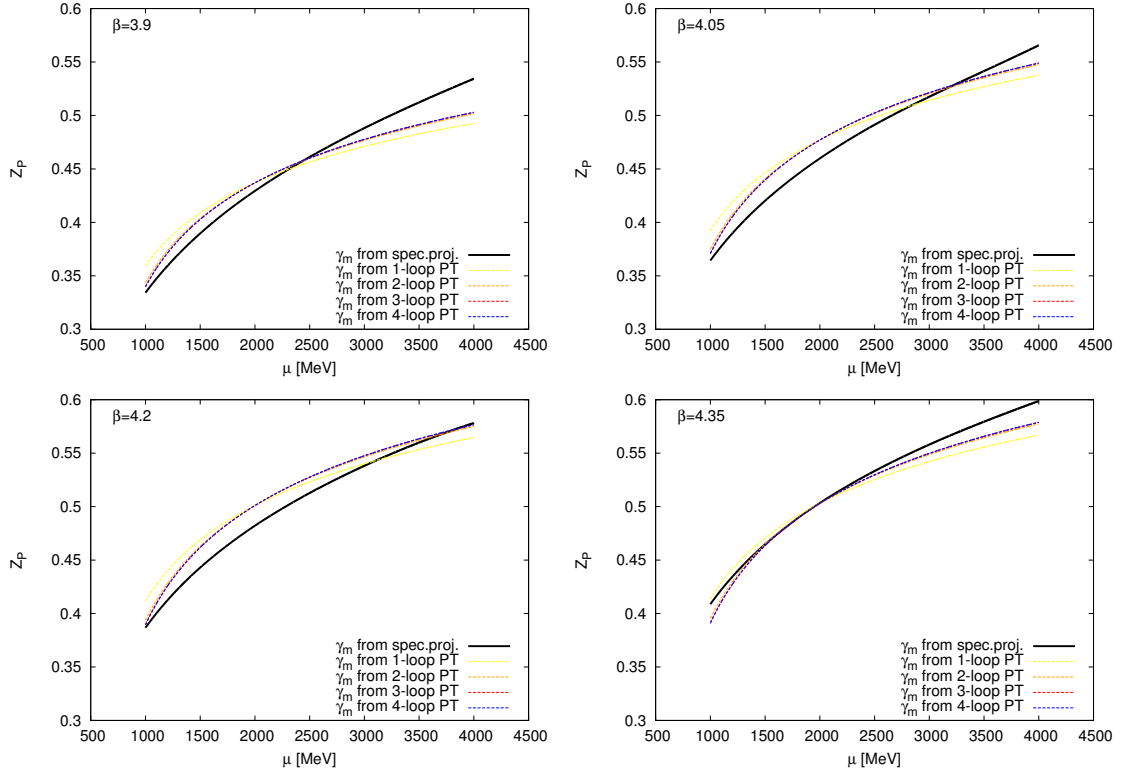 0.6
β=3.9
0.55
0.5
Z_P
0.45
0.4
0.35
0.3
γ_m from spec.proj.
γ_m from 1-loop PT
γ_m from 2-loop PT
γ_m from 3-loop PT
γ_m from 4-loop PT
500 1000 1500 2000 2500 3000 3500 4000 4500
μ [MeV]
0.6
β=4.05
0.55
0.5
Z_P
0.45
0.4
0.35
0.3
γ_m from spec.proj.
γ_m from 1-loop PT
γ_m from 2-loop PT
γ_m from 3-loop PT
γ_m from 4-loop PT
500 1000 1500 2000 2500 3000 3500 4000 4500
μ [MeV]
0.6
β=4.2
0.55
0.5
Z_P
0.45
0.4
0.35
0.3
γ_m from spec.proj.
γ_m from 1-loop PT
γ_m from 2-loop PT
γ_m from 3-loop PT
γ_m from 4-loop PT
500 1000 1500 2000 2500 3000 3500 4000 4500
μ [MeV]
0.6
β=4.35
0.55
0.5
Z_P
0.45
0.4
0.35
0.3
γ_m from spec.proj.
γ_m from 1-loop PT
γ_m from 2-loop PT
γ_m from 3-loop PT
γ_m from 4-loop PT
500 1000 1500 2000 2500 3000 3500 4000 4500
μ [MeV]